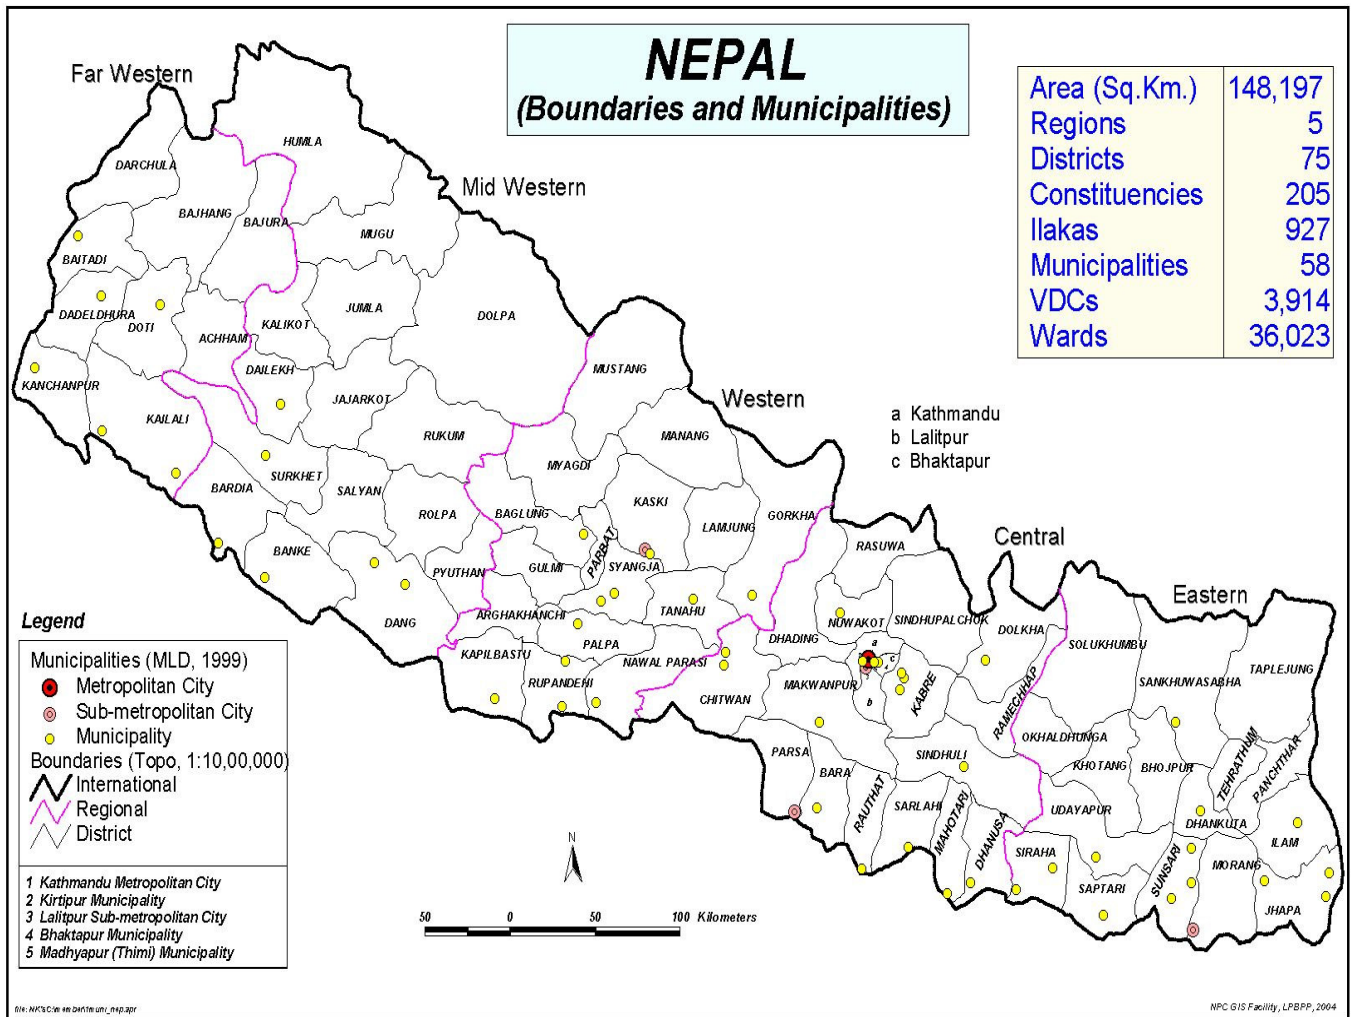 NEPAL
(Boundaries and Municipalities)
Area (Sq.Km.) 148,197
Regions 5
Districts 75
Constituencies 205
Ilakas 927
Municipalities 58
VDCs 3,914
Wards 36,023
Far Western
Mid Western
Western
Central
Eastern
a Kathmandu
b Lalitpur
c Bhaktapur
HUMLA
DARCHULA
BAJHANG
BAJURA
MUGU
BAITADI
DADELDHURA
DOTI
ACHHAM
KALIKOT
JUMLA
DOLPA
KANCHANPUR
KAILALI
DAILEKH
JAJARKOT
RUKUM
MUSTANG
MANANG
MYAGDI
BARDIA
SURKHET
SALYAN
ROLPA
BAGLUNG
KASKI
LAMJUNG
GORKHA
BANKE
PYUTHAN
GULMI
PARBAT
SYANGJA
RASUWA
DANG
ARGHAKHANCHI
TANAHU
NUWAKOT
SINDHUPALCHOK
DOLKHA
DHADING
KAPILBASTU
PALPA
NAWAL PARASI
RUPANDEHI
CHITWAN
MAKWANPUR
a
b
c
4
KABRE
RAMECHHAP
SOLUKHUMBU
SANKHUWASABHA
TAPLEJUNG
PARSA
BARA
RAUTHAT
SARLAHI
SINDHULI
MAHOTARI
DHANUSA
OKHALDHUNGA
KHOTANG
BHOJPUR
TEHRATHUM
PANCHTHAR
UDAYAPUR
DHANKUTA
ILAM
SIRAHA
SAPTARI
SUNSARI
MORANG
JHAPA
Legend
Municipalities (MLD, 1999)
Metropolitan City
Sub-metropolitan City
Municipality
Boundaries (Topo, 1:10,00,000)
International
Regional
District
1 Kathmandu Metropolitan City
2 Kirtipur Municipality
3 Lalitpur Sub-metropolitan City
4 Bhaktapur Municipality
5 Madhyapur (Thimi) Municipality
N
50 0 50 100 Kilometers
NPC GIS Facility, LPBPP, 2004